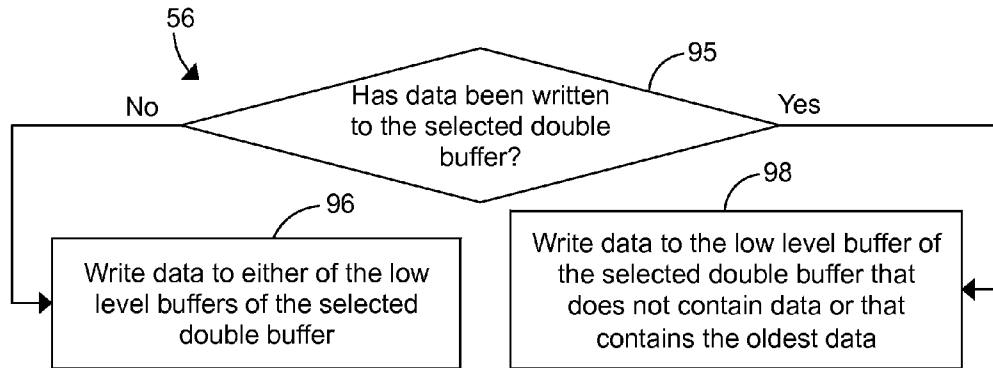 56
95
No
Has data been written
to the selected double
buffer?
Yes
96
98
Write data to either of the low
level buffers of the selected
double buffer
Write data to the low level buffer of
the selected double buffer that
does not contain data or that
contains the oldest data